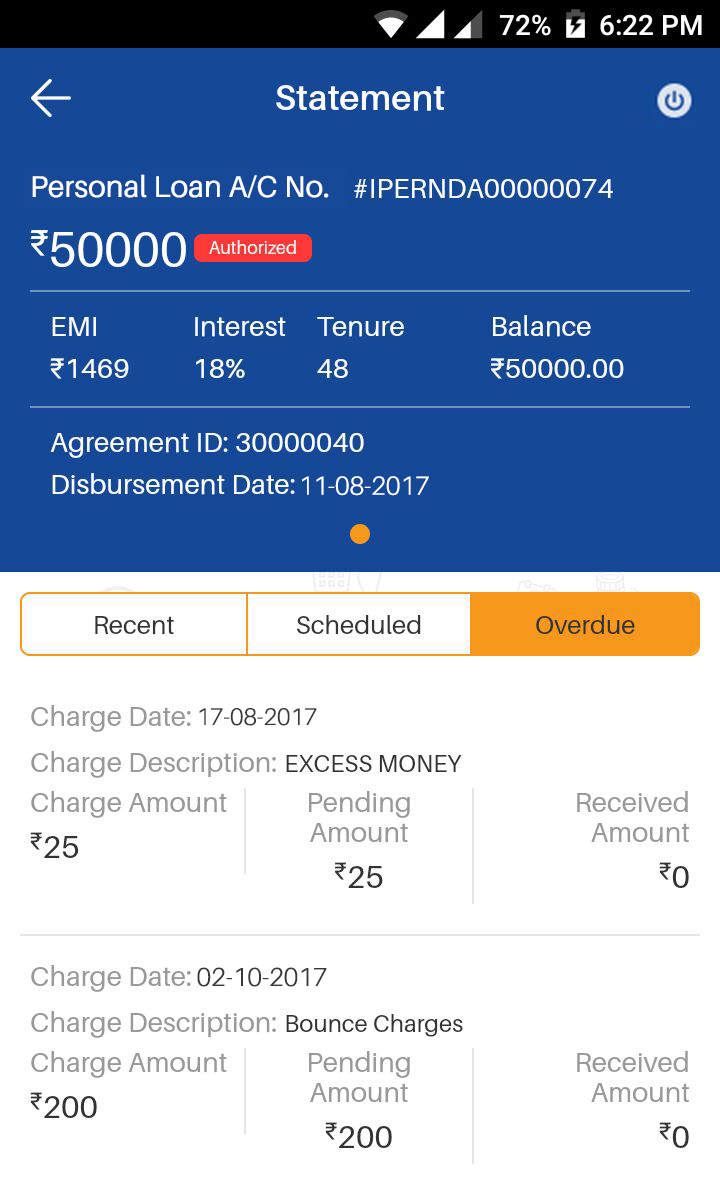 72% 6:22 PM
Statement
Personal Loan A/C No. #IPERNDA00000074
₹50000 Authorized
EMI Interest Tenure Balance
₹1469 18% 48 ₹50000.00
Agreement ID: 30000040
Disbursement Date: 11-08-2017
Recent Scheduled Overdue
Charge Date: 17-08-2017
Charge Description: EXCESS MONEY
Charge Amount Pending Received
Amount Amount
₹25 ₹25 ₹0
Charge Date: 02-10-2017
Charge Description: Bounce Charges
Charge Amount Pending Received
Amount Amount
₹200 ₹200 ₹0